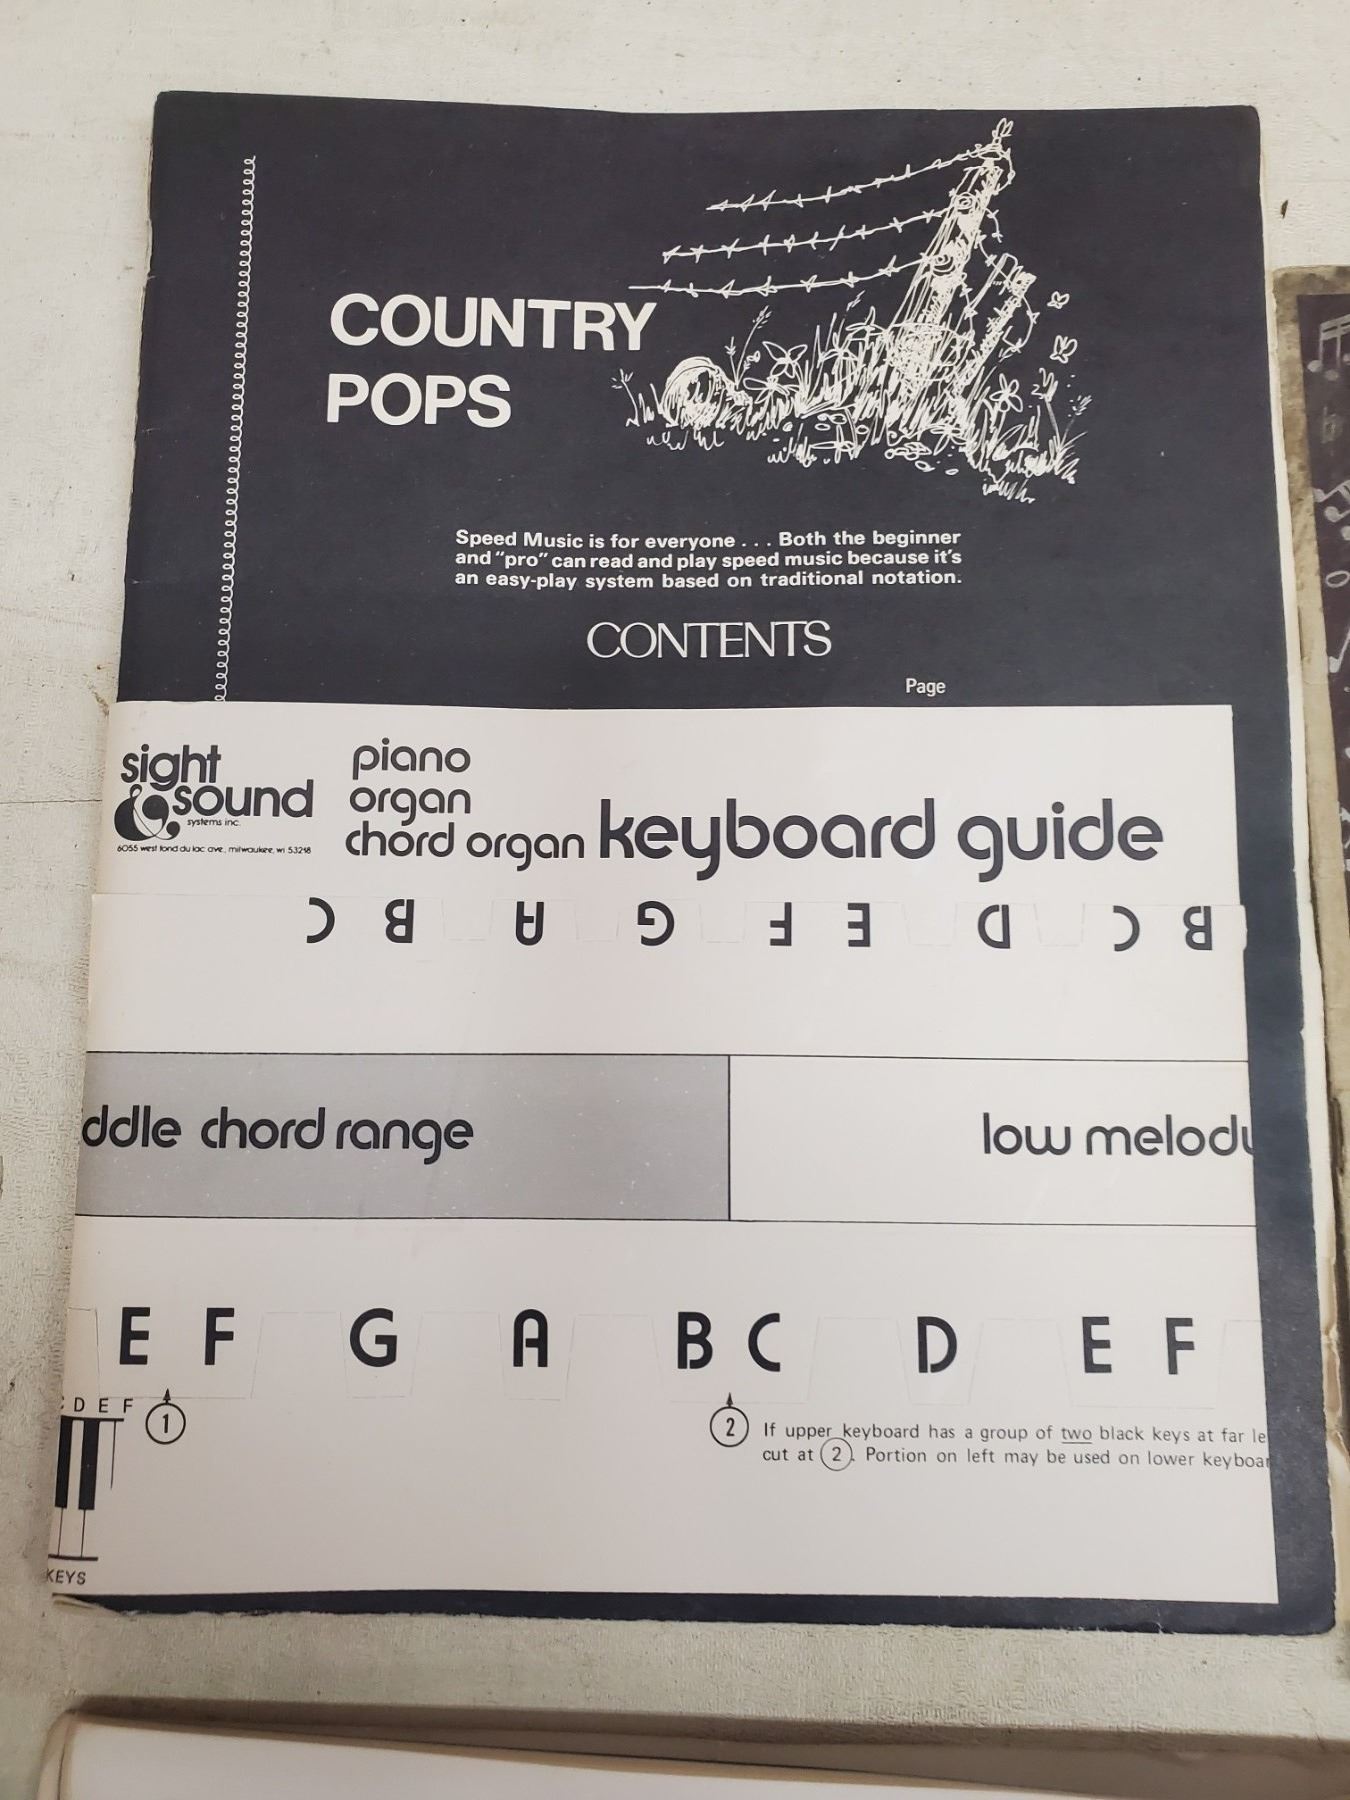 COUNTRY
POPS
Speed Music is for everyone . . . Both the beginner
and "pro" can read and play speed music because it's
an easy-play system based on traditional notation.
CONTENTS
Page
sight
& sound
systems inc.
6055 west fond du lac ave., milwaukee, wi 53218
piano
organ
chord organ keyboard guide
C B A G F E D C B
ddle chord range
low melod
E F G A B C D E F
D E F
1
2
If upper keyboard has a group of two black keys at far le
cut at 2. Portion on left may be used on lower keyboar
KEYS